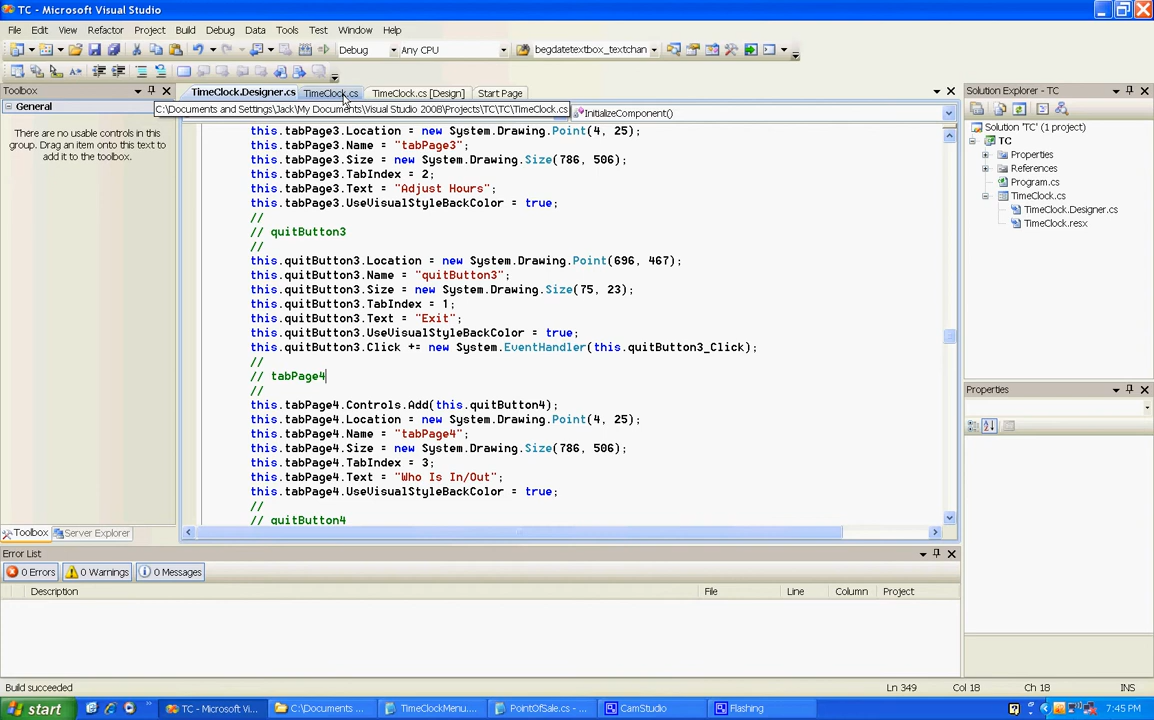 TC - Microsoft Visual Studio
File Edit View Refactor Project Build Debug Data Tools Test Window Help
Debug Any CPU begdatetextbox_textchan
Toolbox
TimeClock.Designer.cs TimeClock.cs TimeClock.cs [Design] Start Page
Solution Explorer - TC
General
C:\Documents and Settings\Jack\My Documents\Visual Studio 2008\Projects\TC\TC\TimeClock.cs
InitializeComponent()
There are no usable controls in this
group. Drag an item onto this text to
add it to the toolbox.
this.tabPage3.Location = new System.Drawing.Point(4, 25);
this.tabPage3.Name = "tabPage3";
this.tabPage3.Size = new System.Drawing.Size(786, 506);
this.tabPage3.TabIndex = 2;
this.tabPage3.Text = "Adjust Hours";
this.tabPage3.UseVisualStyleBackColor = true;
//
// quitButton3
//
this.quitButton3.Location = new System.Drawing.Point(696, 467);
this.quitButton3.Name = "quitButton3";
this.quitButton3.Size = new System.Drawing.Size(75, 23);
this.quitButton3.TabIndex = 1;
this.quitButton3.Text = "Exit";
this.quitButton3.UseVisualStyleBackColor = true;
this.quitButton3.Click += new System.EventHandler(this.quitButton3_Click);
//
// tabPage4
//
this.tabPage4.Controls.Add(this.quitButton4);
this.tabPage4.Location = new System.Drawing.Point(4, 25);
this.tabPage4.Name = "tabPage4";
this.tabPage4.Size = new System.Drawing.Size(786, 506);
this.tabPage4.TabIndex = 3;
this.tabPage4.Text = "Who Is In/Out";
this.tabPage4.UseVisualStyleBackColor = true;
//
// quitButton4
Solution 'TC' (1 project)
TC
Properties
References
Program.cs
TimeClock.cs
TimeClock.Designer.cs
TimeClock.resx
Properties
Toolbox Server Explorer
Error List
0 Errors 0 Warnings 0 Messages
Description File Line Column Project
Build succeeded Ln 349 Col 18 Ch 18 INS
start TC - Microsoft Vi... C:\Documents ... TimeClockMenu.... PointOfSale.cs - ... CamStudio Flashing 7:45 PM